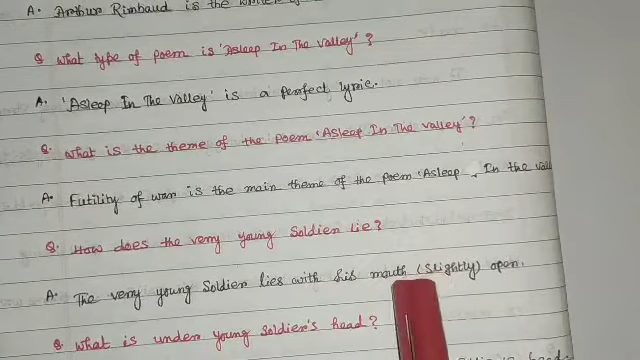 A. Arthur Rimbaud is the writer of
Q. What type of poem is 'Asleep In The Valley'?
A. 'Asleep In The Valley' is a perfect lyric.
Q. What is the theme of the poem 'Asleep In The Valley'?
A. Futility of war is the main theme of the poem 'Asleep In the vall
Q. How does the very young Soldier lie?
A. The very young Soldier lies with his mouth (slightly) open.
Q. What is under young Soldier's head?